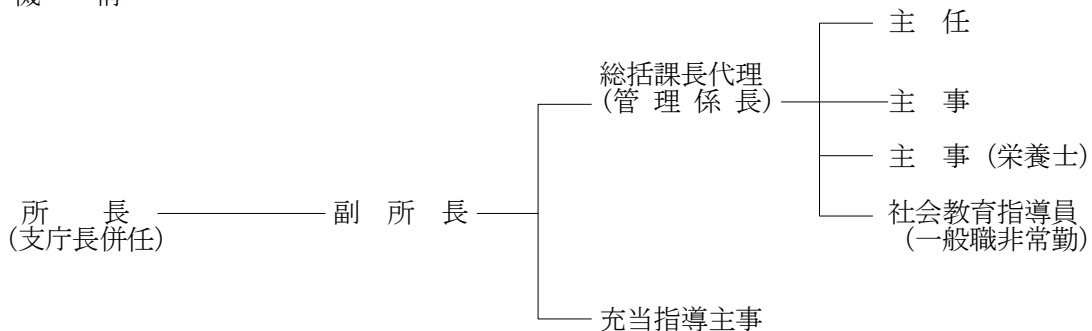 主　任
総括課長代理
(管 理 係 長)
主　事
主　事 (栄養士)
所　　長
(支庁長併任)
副　所　長
社会教育指導員
(一般職非常勤)
充当指導主事